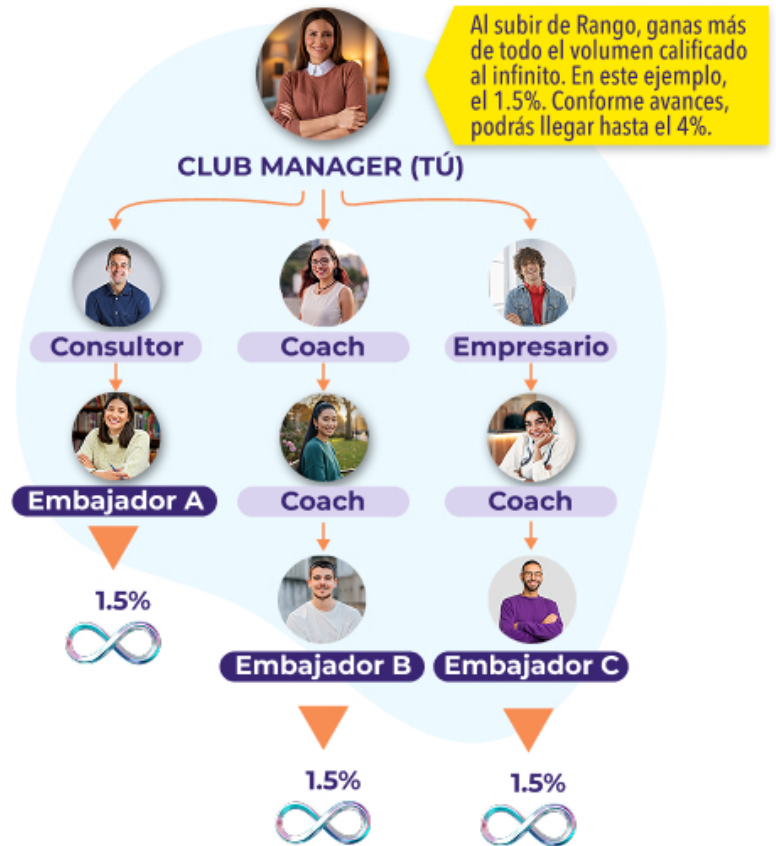 Al subir de Rango, ganas más
de todo el volumen calificado
al infinito. En este ejemplo,
el 1.5%. Conforme avances,
podrás llegar hasta el 4%.
CLUB MANAGER (TÚ)
Consultor
Coach
Empresario
Embajador A
Coach
Coach
1.5%
Embajador B
Embajador C
1.5%
1.5%